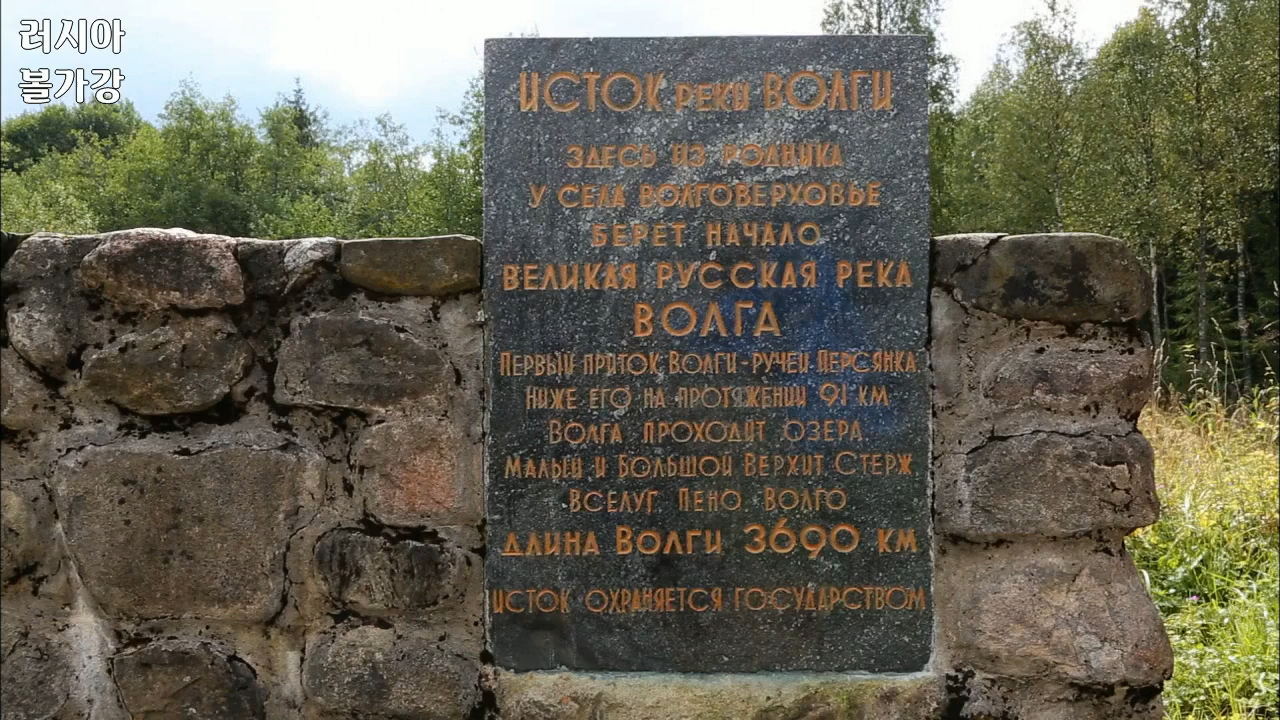 러시아
볼가강
ИСТОК РЕКИ ВОЛГИ
ЗДЕСЬ ИЗ РОДНИКА
У СЕЛА ВОЛГОВЕРХОВЬЕ
БЕРЕТ НАЧАЛО
ВЕЛИКАЯ РУССКАЯ РЕКА
ВОЛГА
ПЕРВЫЙ ПРИТОК ВОЛГИ-РУЧЕЙ ПЕРСЯНКА.
НИЖЕ ЕГО НА ПРОТЯЖЕНИИ 91 КМ
ВОЛГА ПРОХОДИТ ОЗЕРА
МАЛЫЙ И БОЛЬШОЙ ВЕРХИТ, СТЕРЖ,
ВСЕЛУГ, ПЕНО, ВОЛГО
ДЛИНА ВОЛГИ 3690 КМ
ИСТОК ОХРАНЯЕТСЯ ГОСУДАРСТВОМ